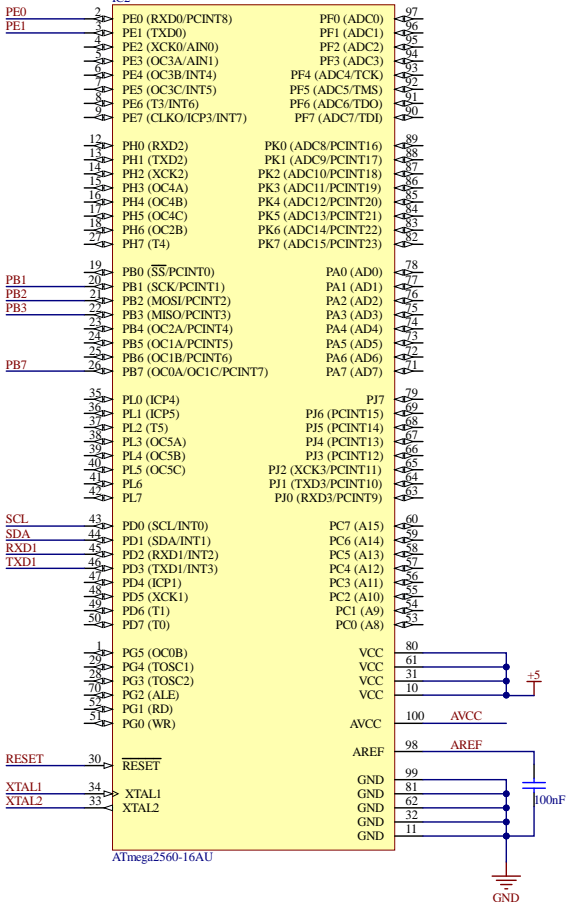 IC2
PE0 2 PE0 (RXD0/PCINT8) PF0 (ADC0) 97
PE1 3 PE1 (TXD0) PF1 (ADC1) 96
4 PE2 (XCK0/AIN0) PF2 (ADC2) 95
5 PE3 (OC3A/AIN1) PF3 (ADC3) 94
6 PE4 (OC3B/INT4) PF4 (ADC4/TCK) 93
7 PE5 (OC3C/INT5) PF5 (ADC5/TMS) 92
8 PE6 (T3/INT6) PF6 (ADC6/TDO) 91
9 PE7 (CLKO/ICP3/INT7) PF7 (ADC7/TDI) 90
12 PH0 (RXD2) PK0 (ADC8/PCINT16) 89
13 PH1 (TXD2) PK1 (ADC9/PCINT17) 88
14 PH2 (XCK2) PK2 (ADC10/PCINT18) 87
15 PH3 (OC4A) PK3 (ADC11/PCINT19) 86
16 PH4 (OC4B) PK4 (ADC12/PCINT20) 85
17 PH5 (OC4C) PK5 (ADC13/PCINT21) 84
18 PH6 (OC2B) PK6 (ADC14/PCINT22) 83
27 PH7 (T4) PK7 (ADC15/PCINT23) 82
19 PB0 (SS/PCINT0) PA0 (AD0) 78
PB1 20 PB1 (SCK/PCINT1) PA1 (AD1) 77
PB2 21 PB2 (MOSI/PCINT2) PA2 (AD2) 76
PB3 22 PB3 (MISO/PCINT3) PA3 (AD3) 75
23 PB4 (OC2A/PCINT4) PA4 (AD4) 74
24 PB5 (OC1A/PCINT5) PA5 (AD5) 73
25 PB6 (OC1B/PCINT6) PA6 (AD6) 72
PB7 26 PB7 (OC0A/OC1C/PCINT7) PA7 (AD7) 71
35 PL0 (ICP4) PJ7 79
36 PL1 (ICP5) PJ6 (PCINT15) 69
37 PL2 (T5) PJ5 (PCINT14) 68
38 PL3 (OC5A) PJ4 (PCINT13) 67
39 PL4 (OC5B) PJ3 (PCINT12) 66
40 PL5 (OC5C) PJ2 (XCK3/PCINT11) 65
41 PL6 PJ1 (TXD3/PCINT10) 64
42 PL7 PJ0 (RXD3/PCINT9) 63
SCL 43 PD0 (SCL/INT0) PC7 (A15) 60
SDA 44 PD1 (SDA/INT1) PC6 (A14) 59
RXD1 45 PD2 (RXD1/INT2) PC5 (A13) 58
TXD1 46 PD3 (TXD1/INT3) PC4 (A12) 57
47 PD4 (ICP1) PC3 (A11) 56
48 PD5 (XCK1) PC2 (A10) 55
49 PD6 (T1) PC1 (A9) 54
50 PD7 (T0) PC0 (A8) 53
1 PG5 (OC0B) VCC 80
29 PG4 (TOSC1) VCC 61
28 PG3 (TOSC2) VCC 31 +5
70 PG2 (ALE) VCC 10
52 PG1 (RD)
51 PG0 (WR) AVCC 100 AVCC
AREF 98 AREF
RESET 30 RESET
GND 99
XTAL1 34 XTAL1 GND 81 100nF
XTAL2 33 XTAL2 GND 62
GND 32
GND 11
ATmega2560-16AU
GND